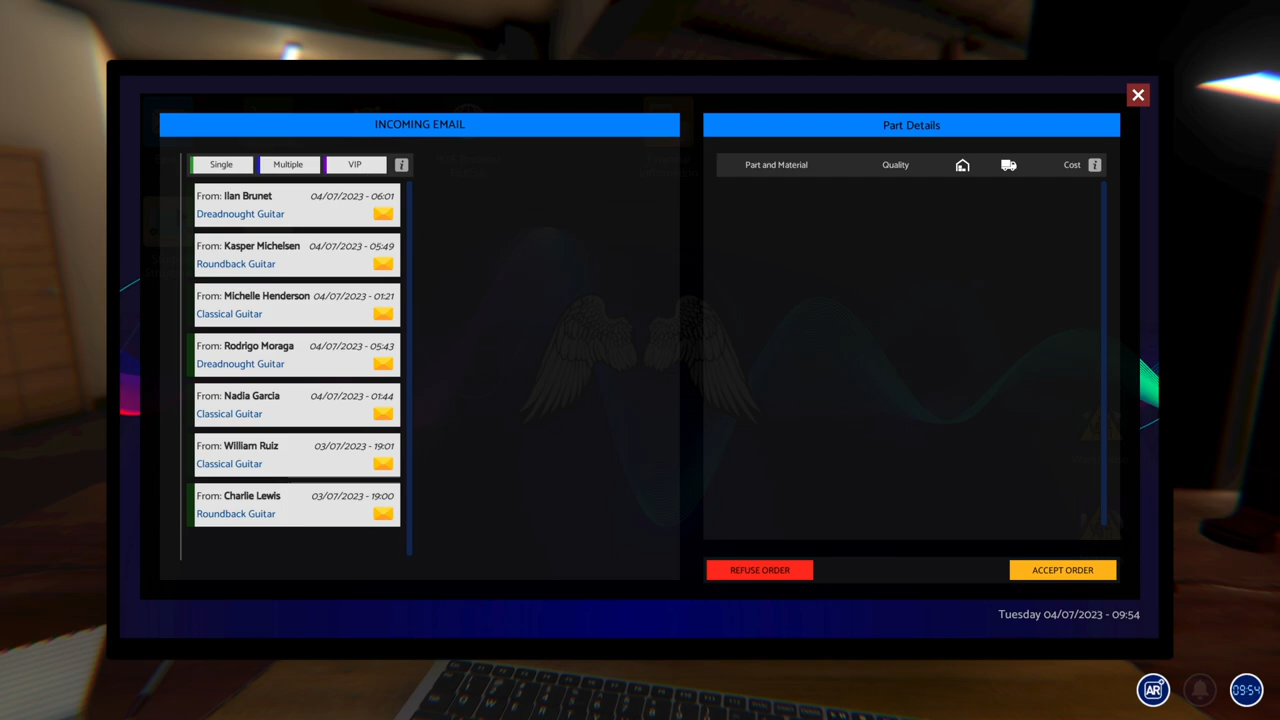 INCOMING EMAIL
Single Multiple VIP i
From: Ilan Brunet 04/07/2023 - 06:01
Dreadnought Guitar
From: Kasper Michelsen 04/07/2023 - 05:49
Roundback Guitar
From: Michelle Henderson 04/07/2023 - 01:21
Classical Guitar
From: Rodrigo Moraga 04/07/2023 - 05:43
Dreadnought Guitar
From: Nadia Garcia 04/07/2023 - 01:44
Classical Guitar
From: William Ruiz 03/07/2023 - 19:01
Classical Guitar
From: Charlie Lewis 03/07/2023 - 19:00
Roundback Guitar
Part Details
Part and Material Quality Cost i
REFUSE ORDER ACCEPT ORDER
Tuesday 04/07/2023 - 09:54
AR 09:54